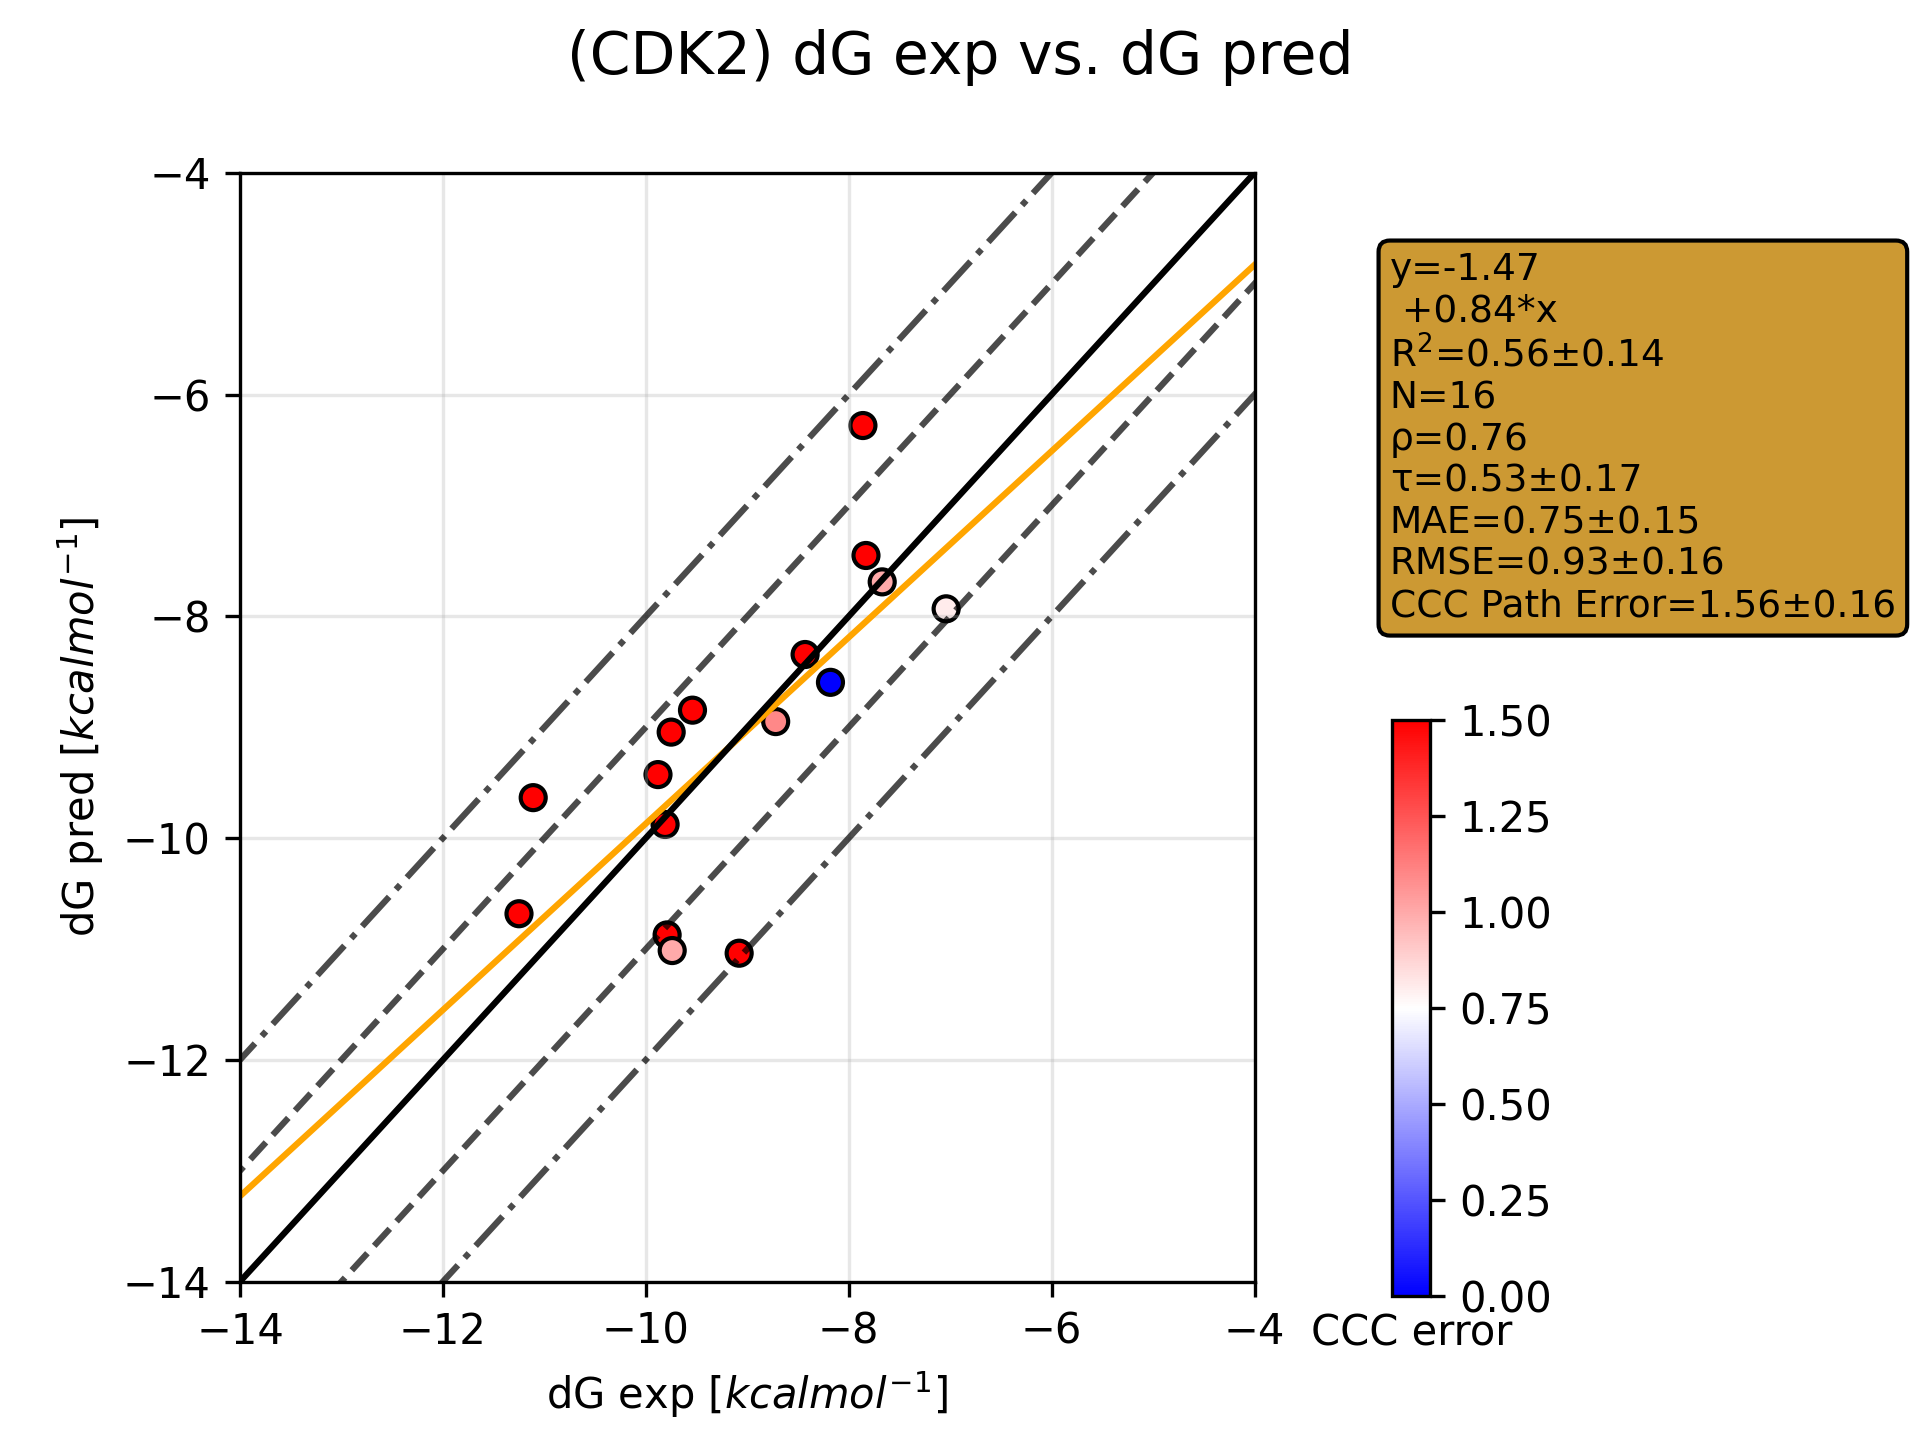 (CDK2) dG exp vs. dG pred
−4
−6
−8
−10
−12
−14
dG pred [kcalmol⁻¹]
−14
−12
−10
−8
−6
−4
dG exp [kcalmol⁻¹]
y=-1.47
+0.84*x
R²=0.56±0.14
N=16
ρ=0.76
τ=0.53±0.17
MAE=0.75±0.15
RMSE=0.93±0.16
CCC Path Error=1.56±0.16
1.50
1.25
1.00
0.75
0.50
0.25
0.00
CCC error